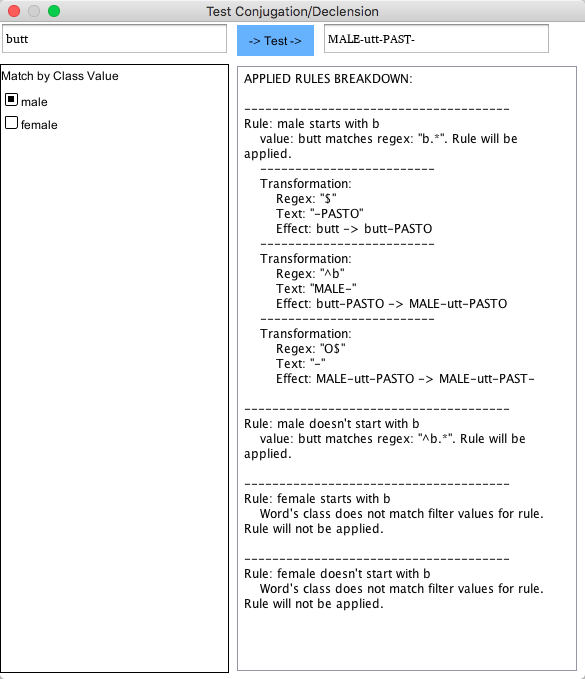 Test Conjugation/Declension
butt
-> Test ->
MALE-utt-PAST-
Match by Class Value
male
female
APPLIED RULES BREAKDOWN:
--------------------------------------
Rule: male starts with b
value: butt matches regex: "b.*". Rule will be
applied.
-------------------------
Transformation:
Regex: "$"
Text: "-PASTO"
Effect: butt -> butt-PASTO
-------------------------
Transformation:
Regex: "^b"
Text: "MALE-"
Effect: butt-PASTO -> MALE-utt-PASTO
-------------------------
Transformation:
Regex: "O$"
Text: "-"
Effect: MALE-utt-PASTO -> MALE-utt-PAST-
--------------------------------------
Rule: male doesn't start with b
value: butt matches regex: "^b.*". Rule will be
applied.
--------------------------------------
Rule: female starts with b
Word's class does not match filter values for rule.
Rule will not be applied.
--------------------------------------
Rule: female doesn't start with b
Word's class does not match filter values for rule.
Rule will not be applied.